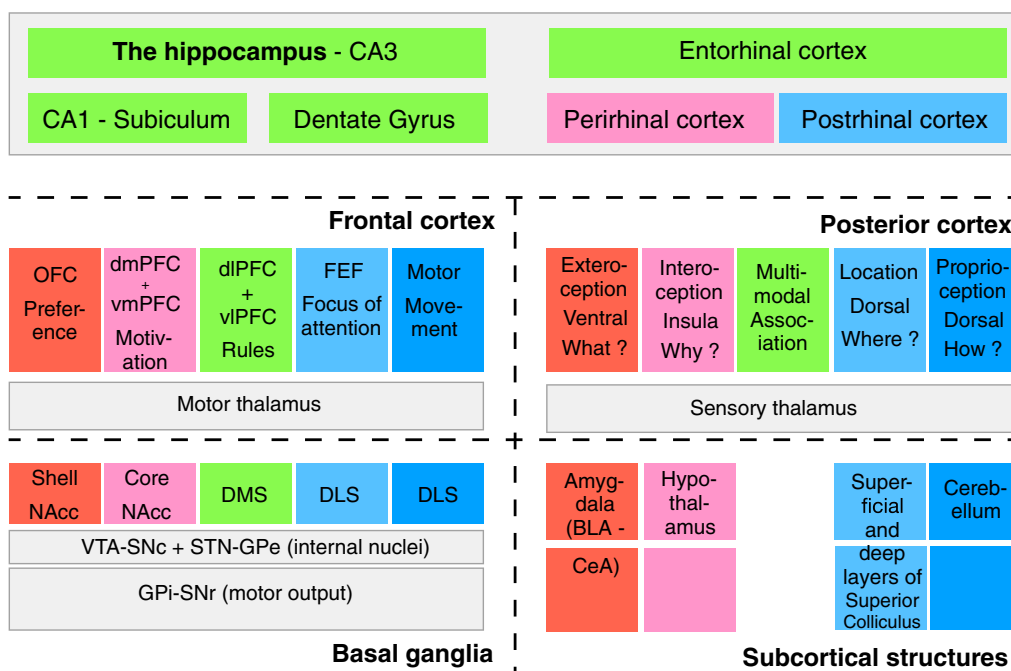 The hippocampus - CA3
Entorhinal cortex
CA1 - Subiculum
Dentate Gyrus
Perirhinal cortex
Postrhinal cortex
Frontal cortex
OFC
Prefer-
ence
dmPFC
+
vmPFC
Motiv-
ation
dlPFC
+
vlPFC
Rules
FEF
Focus of
attention
Motor
Move-
ment
Motor thalamus
Posterior cortex
Extero-
ception
Ventral
What ?
Intero-
ception
Insula
Why ?
Multi-
modal
Assoc-
iation
Location
Dorsal
Where ?
Proprio-
ception
Dorsal
How ?
Sensory thalamus
Shell
NAcc
Core
NAcc
DMS
DLS
DLS
VTA-SNc + STN-GPe (internal nuclei)
GPi-SNr (motor output)
Basal ganglia
Amyg-
dala
(BLA -
CeA)
Hypo-
thal-
amus
Super-
ficial
and
deep
layers of
Superior
Colliculus
Cereb-
ellum
Subcortical structures